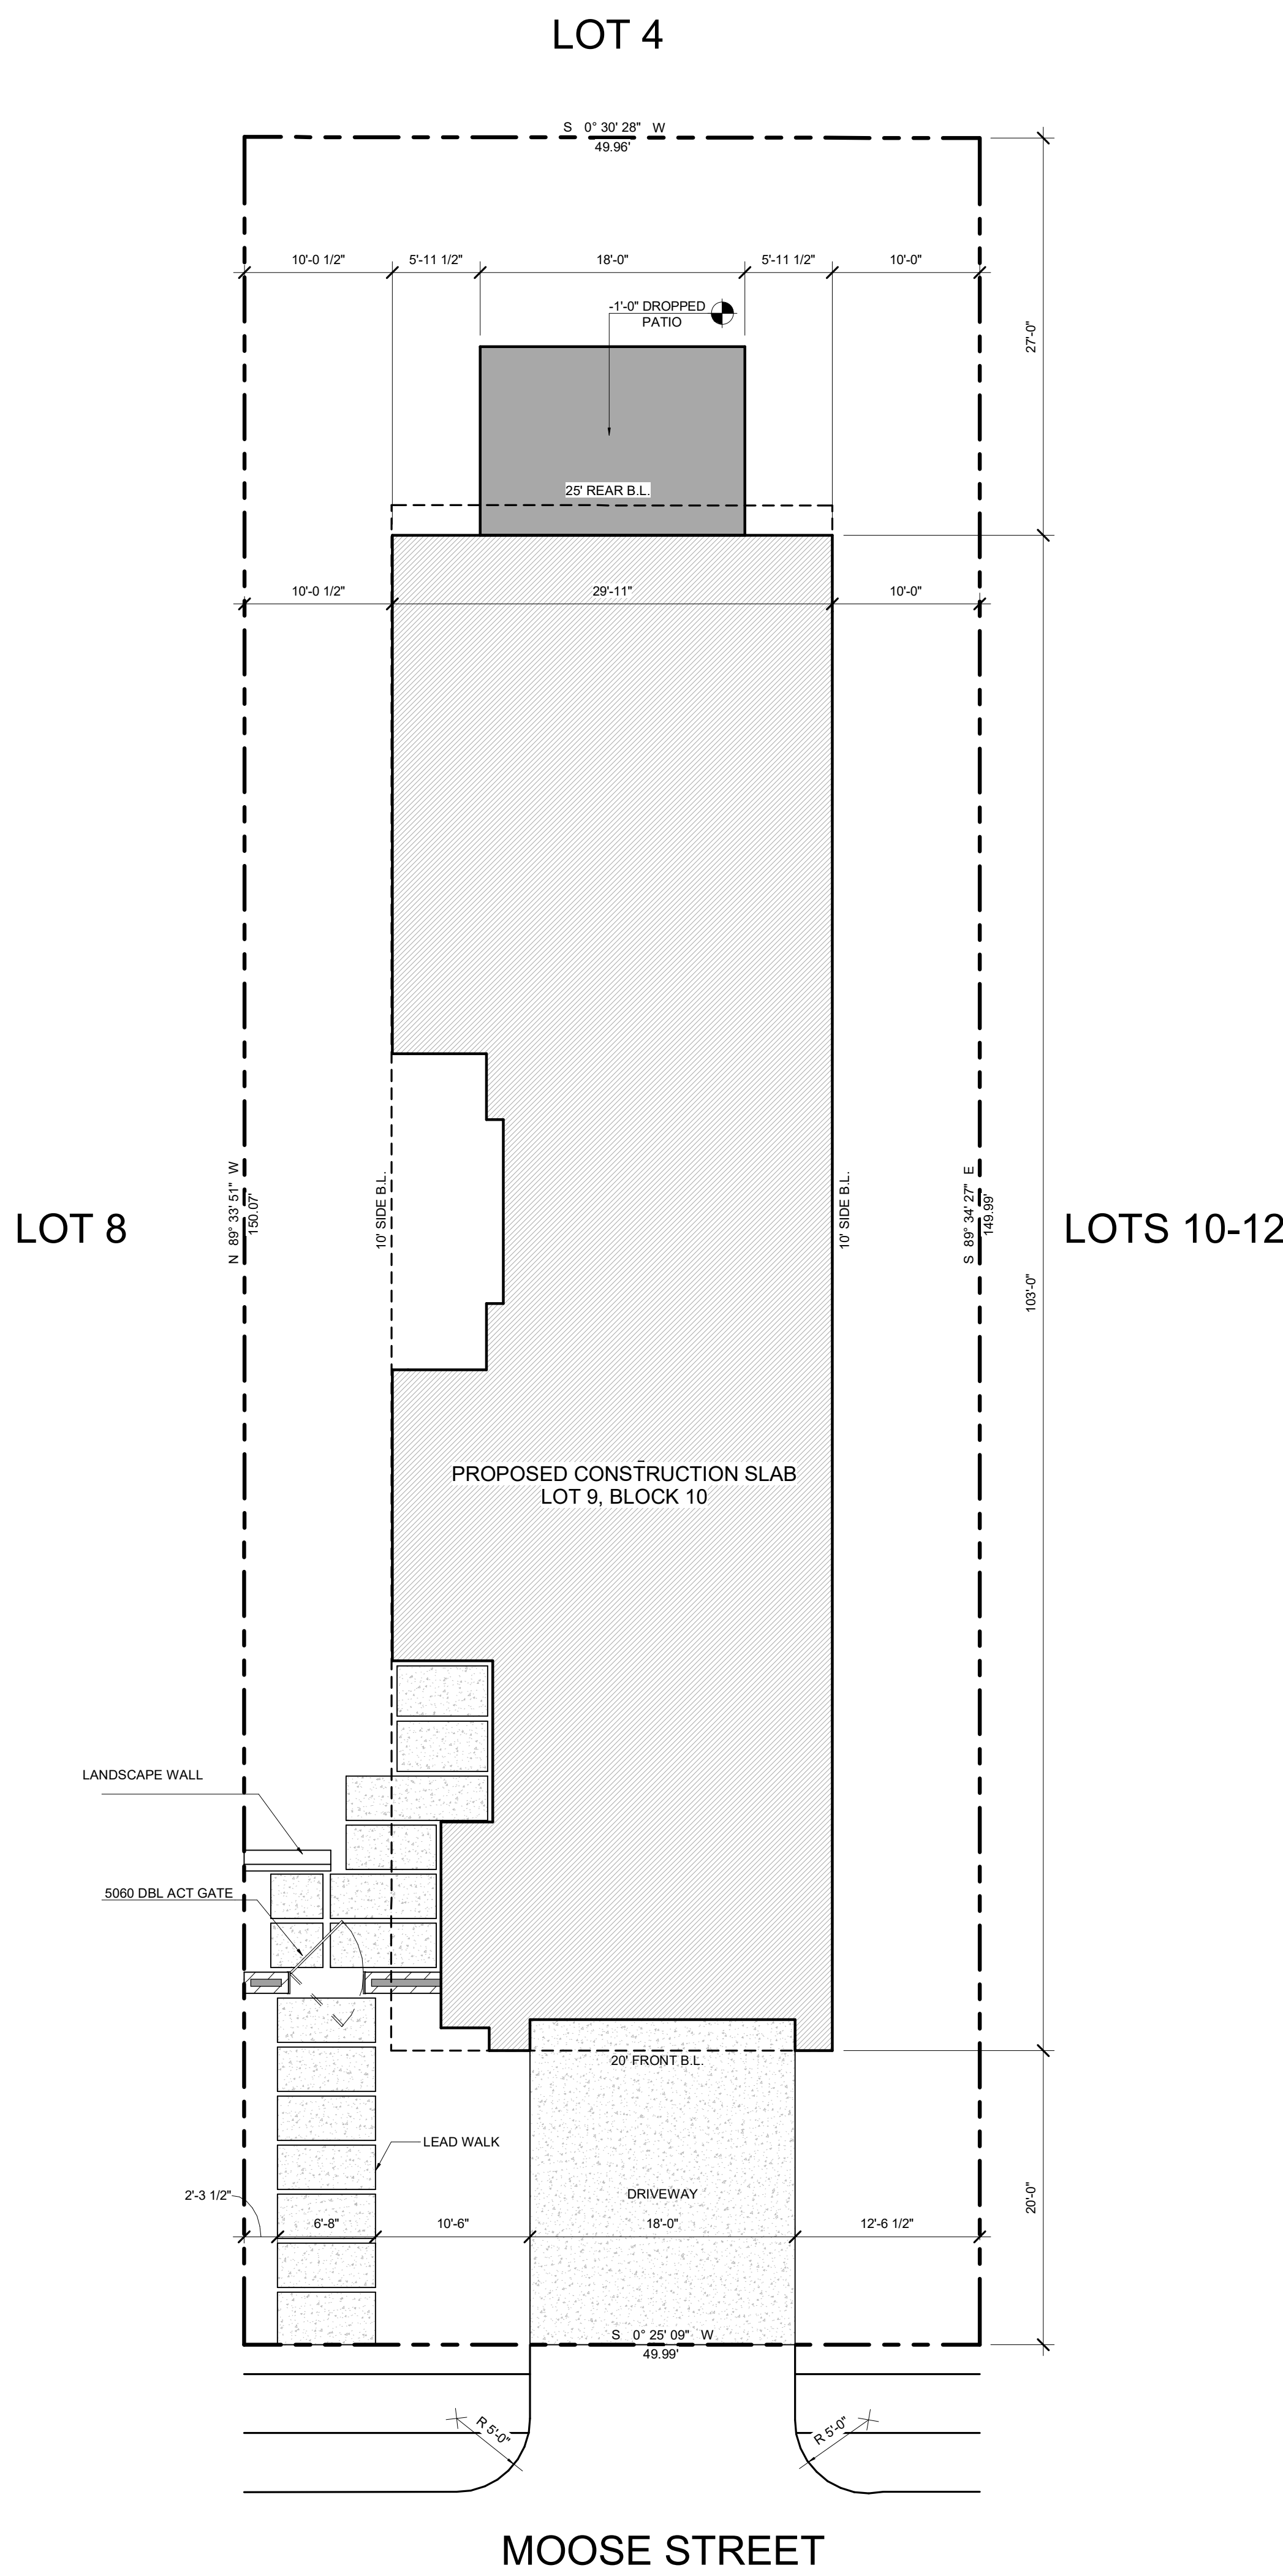 LOT 4
S 0° 30' 28" W
49.96'
10'-0 1/2"
5'-11 1/2"
18'-0"
5'-11 1/2"
10'-0"
-1'-0" DROPPED
PATIO
27'-0"
25' REAR B.L.
10'-0 1/2"
29'-11"
10'-0"
N 89° 33' 51" W
150.07'
10' SIDE B.L.
10' SIDE B.L.
S 89° 34' 27" E
149.99'
LOT 8
LOTS 10-12
103'-0"
PROPOSED CONSTRUCTION SLAB
LOT 9, BLOCK 10
LANDSCAPE WALL
5060 DBL ACT GATE
20' FRONT B.L.
LEAD WALK
DRIVEWAY
20'-0"
2'-3 1/2"
6'-8"
10'-6"
18'-0"
12'-6 1/2"
S 0° 25' 09" W
49.99'
R 5'-0"
R 5'-0"
MOOSE STREET